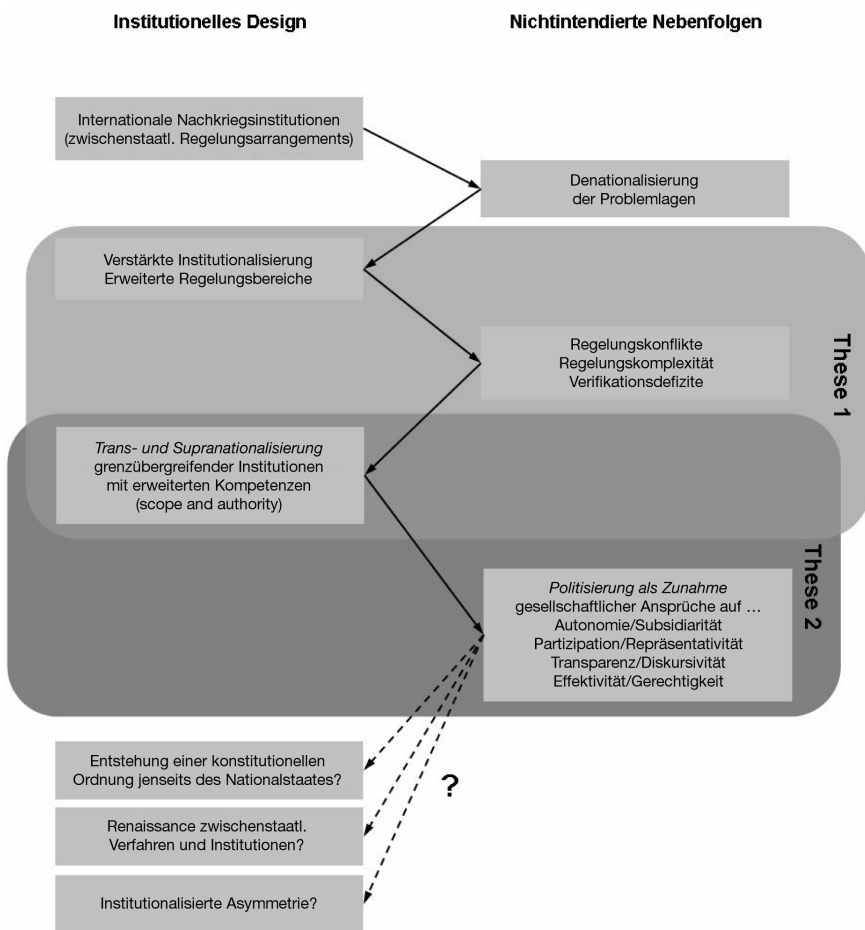 Institutionelles Design
Nichtintendierte Nebenfolgen
Internationale Nachkriegsinstitutionen
(zwischenstaatl. Regelungsarrangements)
Denationalisierung
der Problemlagen
Verstärkte Institutionalisierung
Erweiterte Regelungsbereiche
Regelungskonflikte
Regelungskomplexität
Verifikationsdefizite
These 1
Trans- und Supranationalisierung
grenzübergreifender Institutionen
mit erweiterten Kompetenzen
(scope and authority)
These 2
Politisierung als Zunahme
gesellschaftlicher Ansprüche auf ...
Autonomie/Subsidiarität
Partizipation/Repräsentativität
Transparenz/Diskursivität
Effektivität/Gerechtigkeit
Entstehung einer konstitutionellen
Ordnung jenseits des Nationalstaates?
?
Renaissance zwischenstaatl.
Verfahren und Institutionen?
Institutionalisierte Asymmetrie?